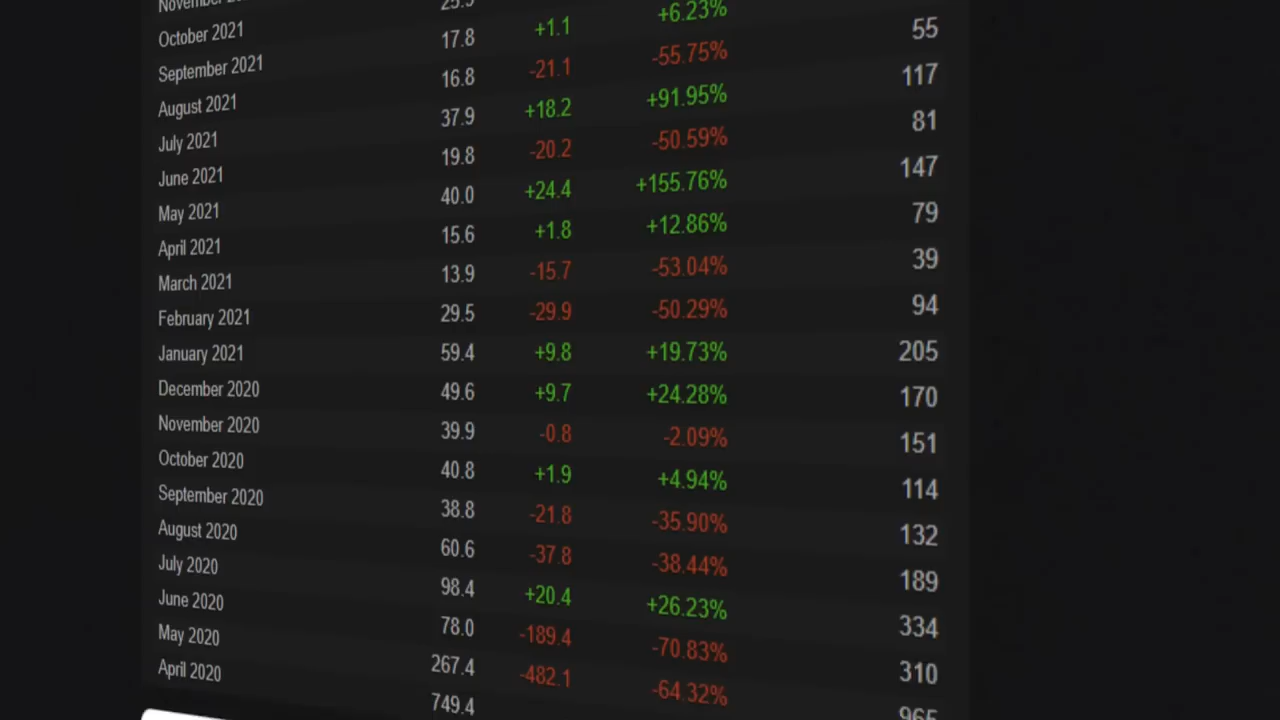 October 2021
September 2021 17.8 +1.1 +6.23%
August 2021 16.8 -21.1 -55.75% 55
July 2021 37.9 +18.2 +91.95% 117
June 2021 19.8 -20.2 -50.59% 81
May 2021 40.0 +24.4 +155.76% 147
April 2021 15.6 +1.8 +12.86% 79
March 2021 13.9 -15.7 -53.04% 39
February 2021 29.5 -29.9 -50.29% 94
January 2021 59.4 +9.8 +19.73% 205
December 2020 49.6 +9.7 +24.28% 170
November 2020 39.9 -0.8 -2.09% 151
October 2020 40.8 +1.9 +4.94% 114
September 2020 38.8 -21.8 -35.90% 132
August 2020 60.6 -37.8 -38.44% 189
July 2020 98.4 +20.4 +26.23% 334
June 2020 78.0 -189.4 -70.83% 310
May 2020 267.4 -482.1 -64.32% 965
April 2020 749.4